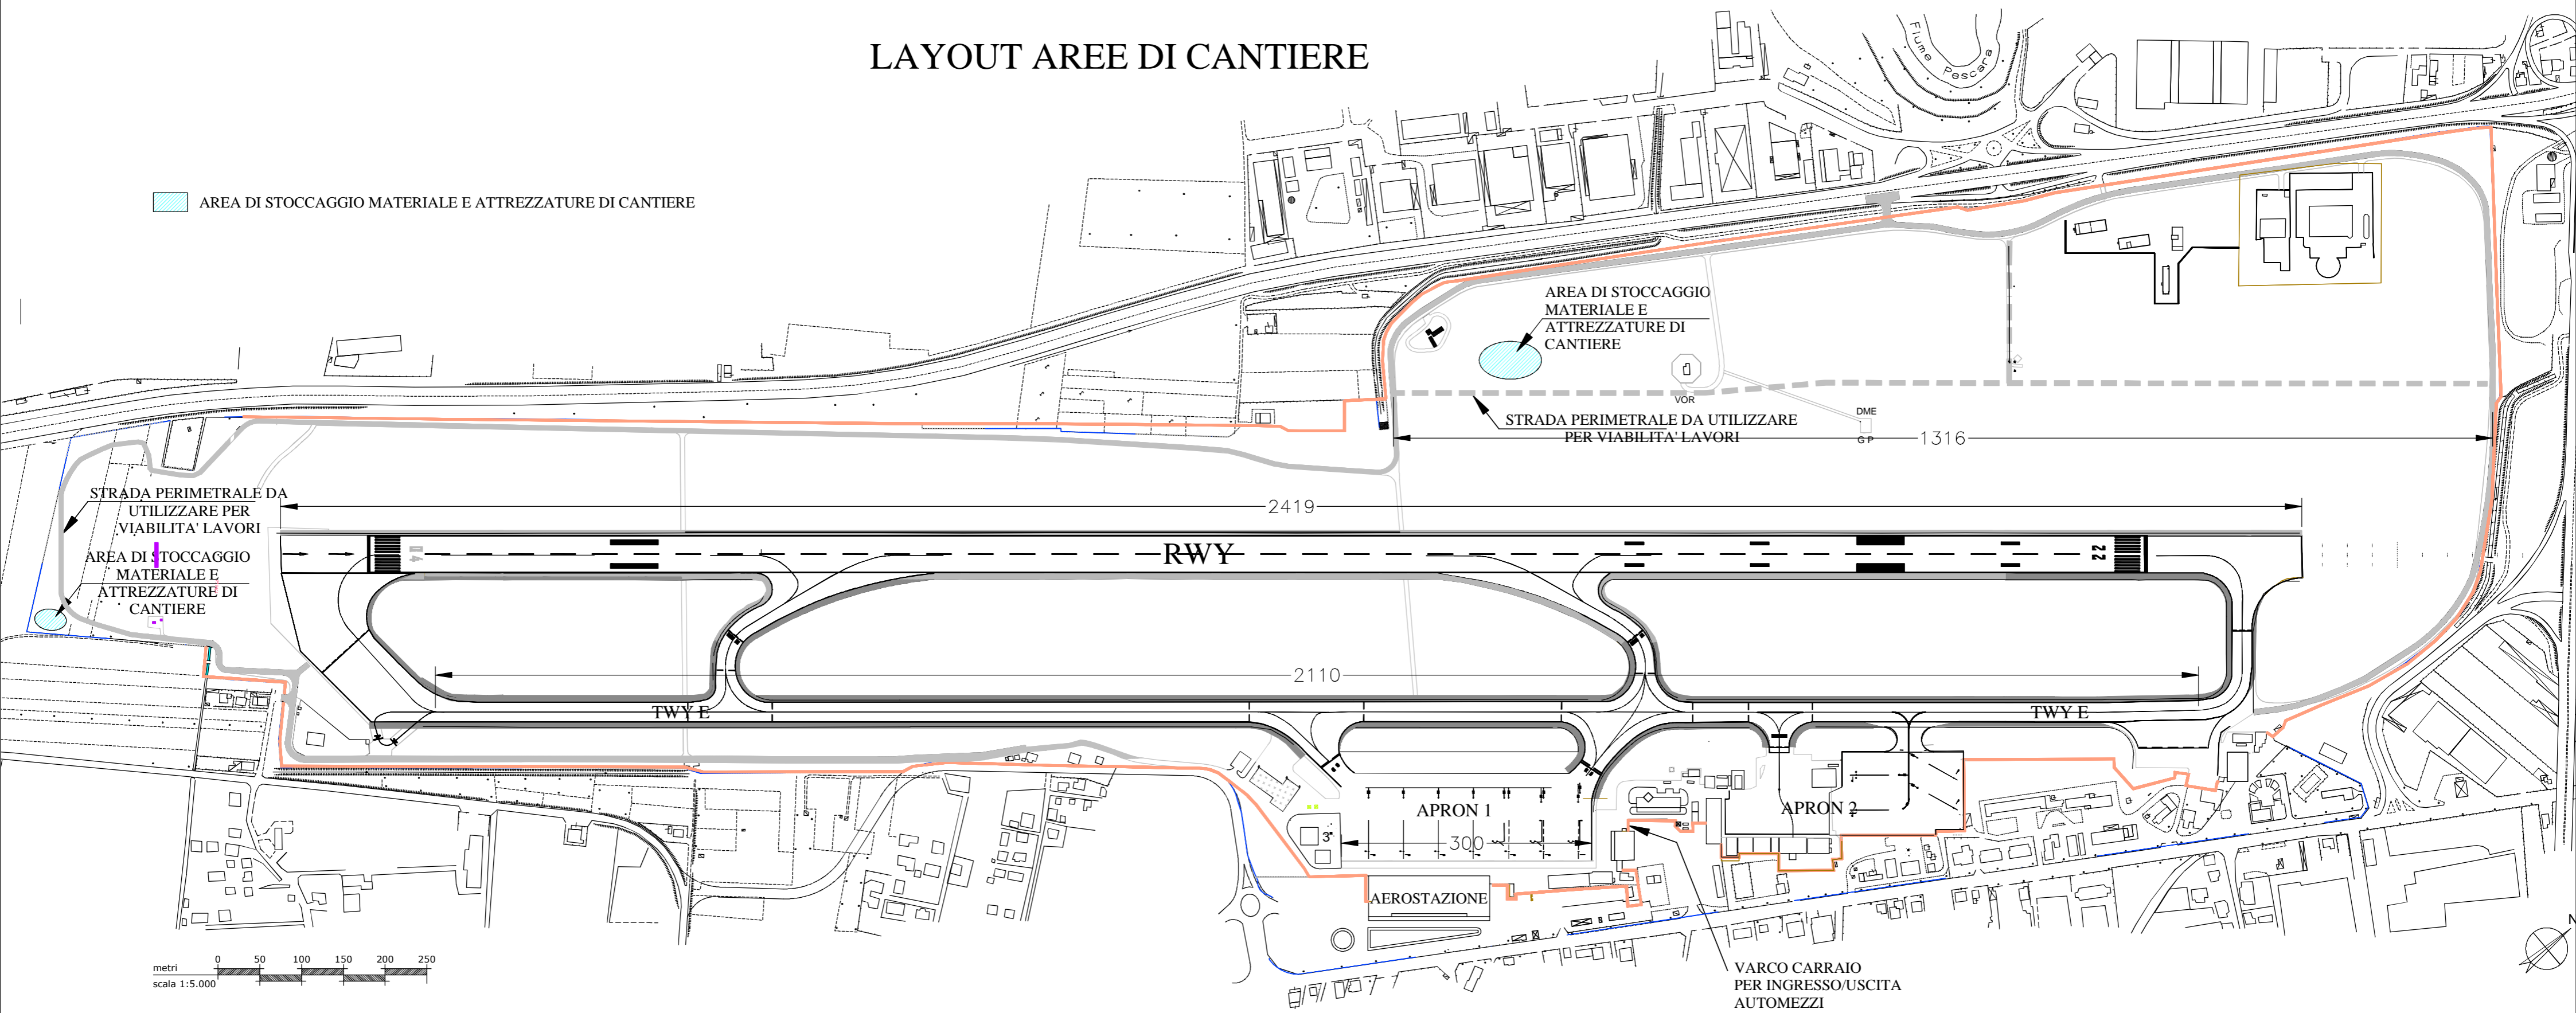 LAYOUT AREE DI CANTIERE
Fiume Pescara
AREA DI STOCCAGGIO MATERIALE E ATTREZZATURE DI CANTIERE
AREA DI STOCCAGGIO
MATERIALE E
ATTREZZATURE DI
CANTIERE
VOR
DME
G P
STRADA PERIMETRALE DA UTILIZZARE
PER VIABILITA' LAVORI
1316
STRADA PERIMETRALE DA
UTILIZZARE PER
VIABILITA' LAVORI
2419
AREA DI STOCCAGGIO
MATERIALE E
ATTREZZATURE DI
CANTIERE
RWY
22
2110
TWY E
TWY E
APRON 1
APRON 2
3
300
AEROSTAZIONE
N
metri
0 50 100 150 200 250
scala 1:5.000
VARCO CARRAIO
PER INGRESSO/USCITA
AUTOMEZZI